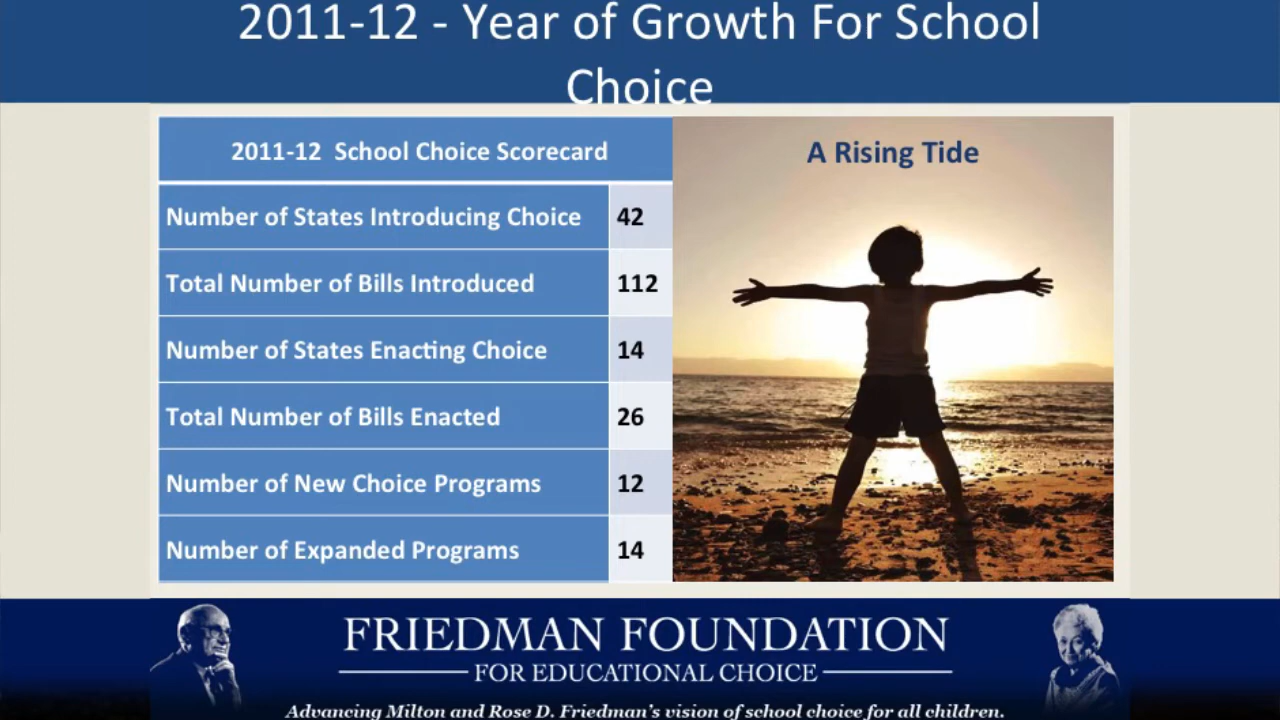 2011-12 - Year of Growth For School
Choice
2011-12 School Choice Scorecard
A Rising Tide
Number of States Introducing Choice 42
Total Number of Bills Introduced 112
Number of States Enacting Choice 14
Total Number of Bills Enacted 26
Number of New Choice Programs 12
Number of Expanded Programs 14
FRIEDMAN FOUNDATION
FOR EDUCATIONAL CHOICE
Advancing Milton and Rose D. Friedman's vision of school choice for all children.